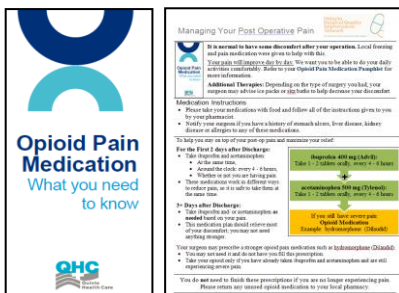 Opioid Pain
Medication
What you need
to know
QHC
Quinte
Health Care
Managing Your Post Operative Pain
It is normal to have some discomfort after your operation. Local freezing
and pain medication were given to help with this.
Your pain will improve day by day. We want you to be able to do your daily
activities comfortably. Refer to your Opioid Pain Medication Pamphlet for
more information.
Additional Therapies: Depending on the type of surgery you had, your
surgeon may advise ice packs or sitz bathe to help decrease your discomfort
Opioid Pain
Medication
Medication Instructions
• Please take your medications with food and follow all of the instructions given to you
by your pharmacist.
• Notify your surgeon if you have a history of stomach ulcers, liver disease, kidney
disease or allergies to any of these medications.
To help you stay on top of your post-op pain and maximize your relief:
For the First 2 days after Discharge:
• Take ibuprofen and acetaminophen:
At the same time,
Around the clock: every 4 - 6 hours,
Whether or not you are having pain
• These medications work in different ways
to reduce pain, so it is safe to take them at
the same time.
ibuprofen 400 mg (Advil):
Take 1 - 2 tablets orally, every 4 - 6 hours
+
acetaminophen 500 mg (Tylenol):
Take 1 - 2 tablets orally, every 4 - 6 hours
3+ Days after Discharge:
• Take ibuprofen and/or acetaminophen as
needed based on your pain.
• This medication plan should relieve most
of your discomfort; you may not need
anything stronger.
If you still have severe pain
Opioid Medication
Example: hydromorphone (Dilaudid)
Your surgeon may prescribe a stronger opioid pain medication such as hydromorphone (Dilaudid):
• You may not need it and do not have you fill this prescription.
• Take your opioid only if you have already taken ibuprofen and acetaminophen and are still
experiencing severe pain.
You do not need to finish these prescriptions if you are no longer experiencing pain.
Please return any unused opioid medication to your local pharmacy.